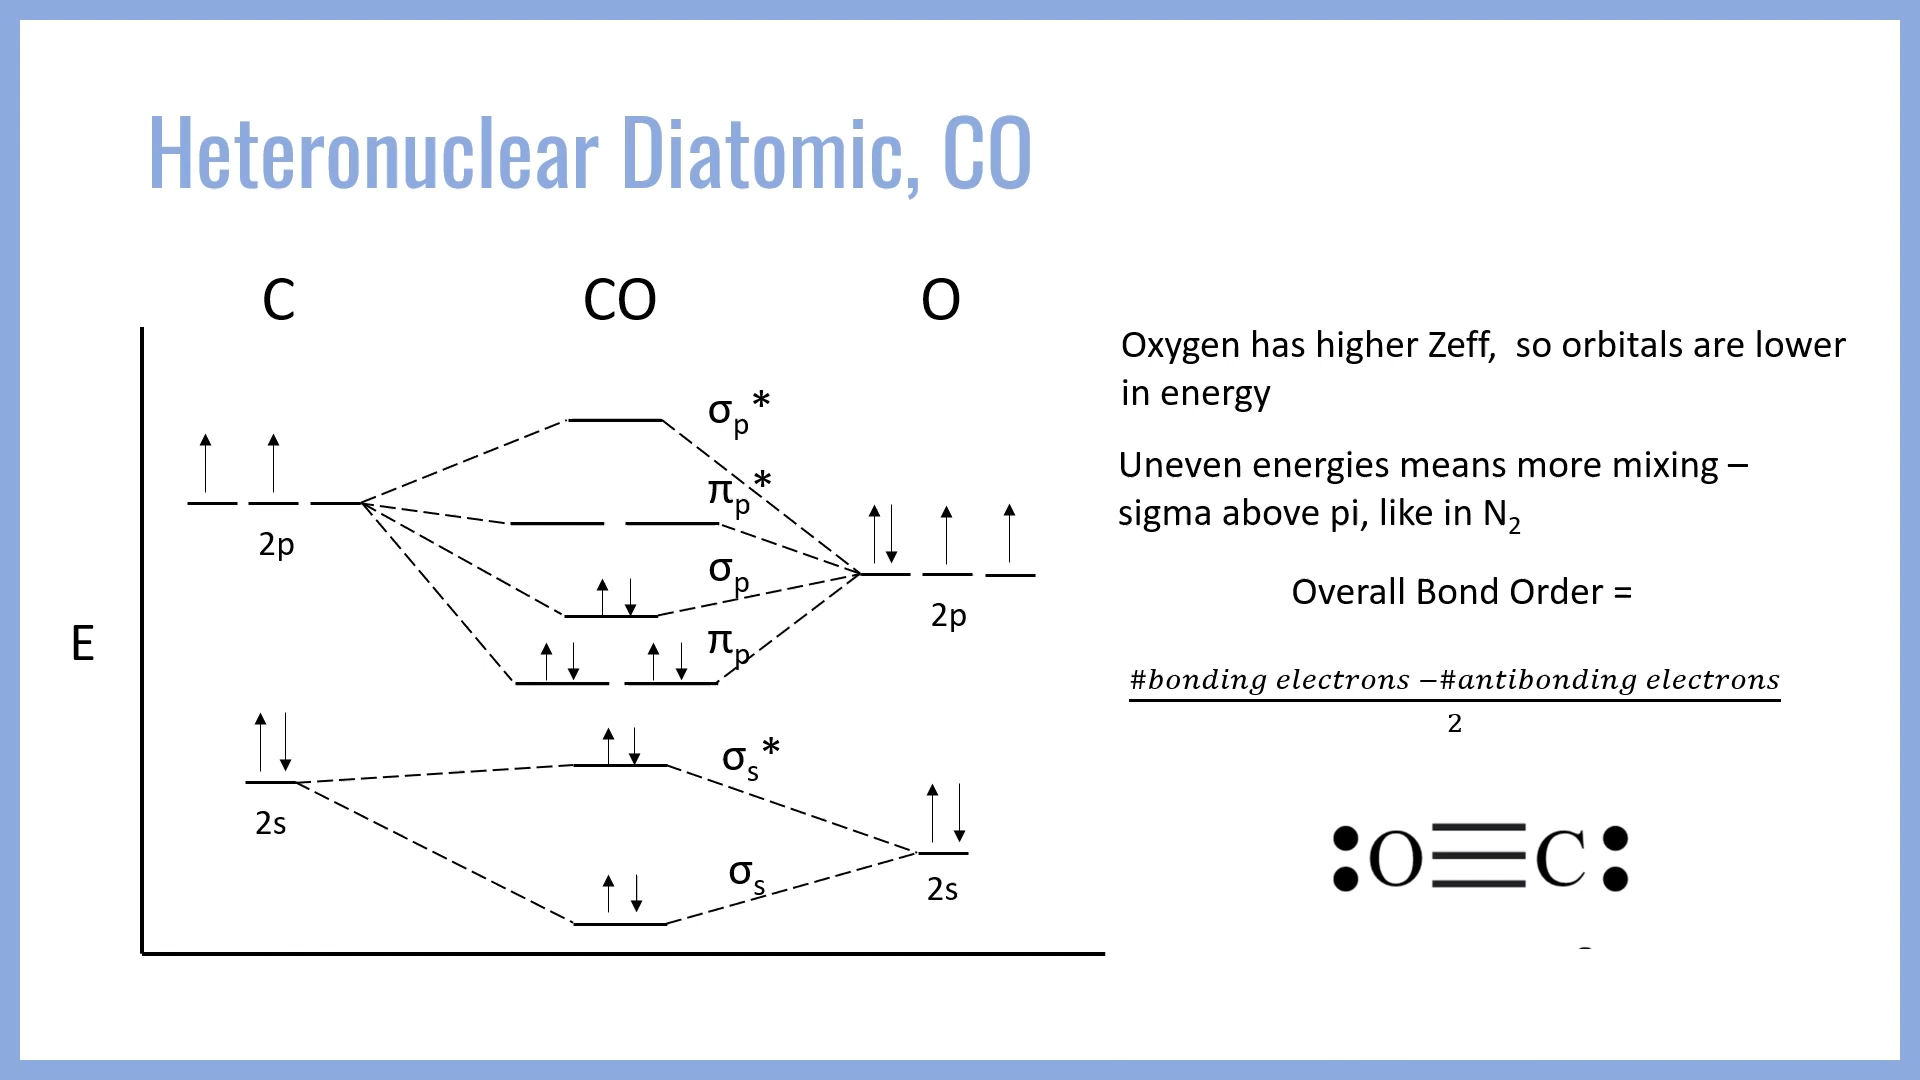 Heteronuclear Diatomic, CO
C CO O
σp*
πp*
σp
πp
2p
2p
E
σs*
σs
2s
2s
Oxygen has higher Zeff, so orbitals are lower
in energy
Uneven energies means more mixing –
sigma above pi, like in N₂
Overall Bond Order =
#bonding electrons −#antibonding electrons
2
:O≡C: